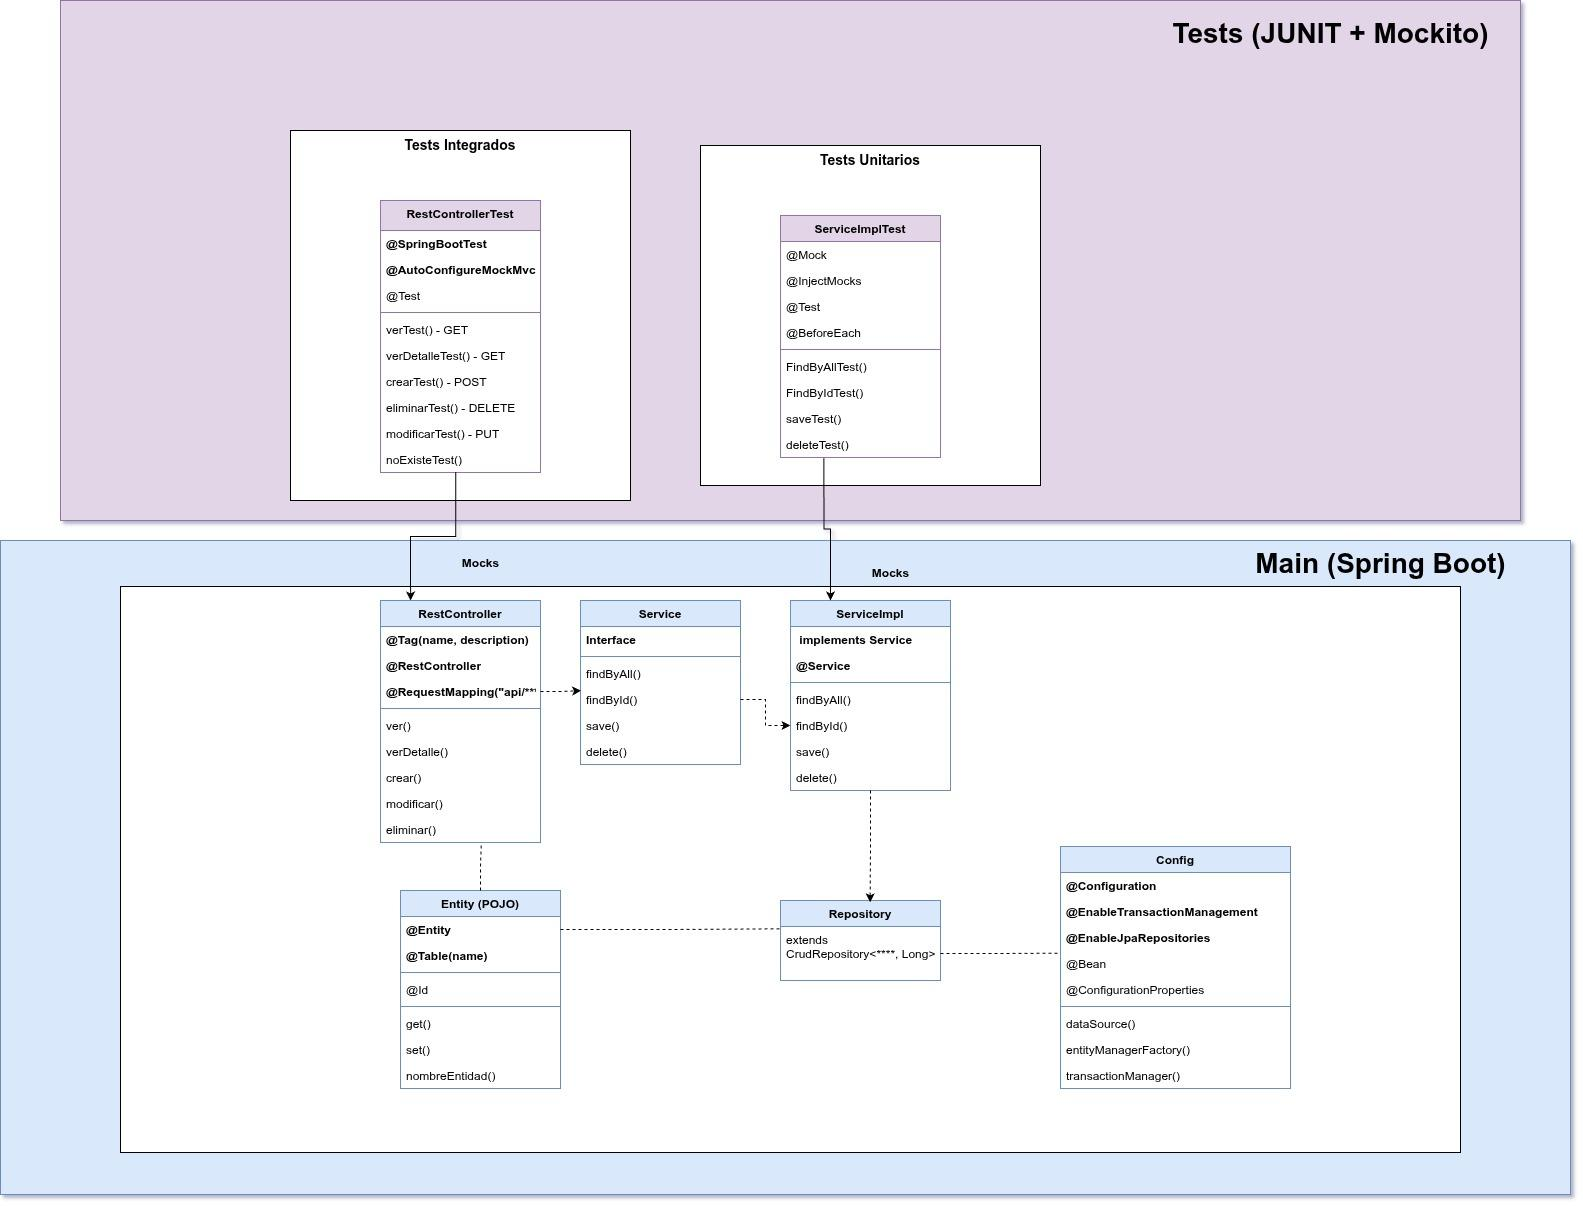 Tests (JUNIT + Mockito)
Tests Integrados
RestControllerTest
@SpringBootTest
@AutoConfigureMockMvc
@Test
verTest() - GET
verDetalleTest() - GET
crearTest() - POST
eliminarTest() - DELETE
modificarTest() - PUT
noExisteTest()
Tests Unitarios
ServiceImplTest
@Mock
@InjectMocks
@Test
@BeforeEach
FindByAllTest()
FindByIdTest()
saveTest()
deleteTest()
Main (Spring Boot)
Mocks
Mocks
RestController
@Tag(name, description)
@RestController
@RequestMapping("api/**'
ver()
verDetalle()
crear()
modificar()
eliminar()
Service
Interface
findByAll()
findById()
save()
delete()
ServiceImpl
implements Service
@Service
findByAll()
findById()
save()
delete()
Entity (POJO)
@Entity
@Table(name)
@Id
get()
set()
nombreEntidad()
Repository
extends
CrudRepository<****, Long>
Config
@Configuration
@EnableTransactionManagement
@EnableJpaRepositories
@Bean
@ConfigurationProperties
dataSource()
entityManagerFactory()
transactionManager()